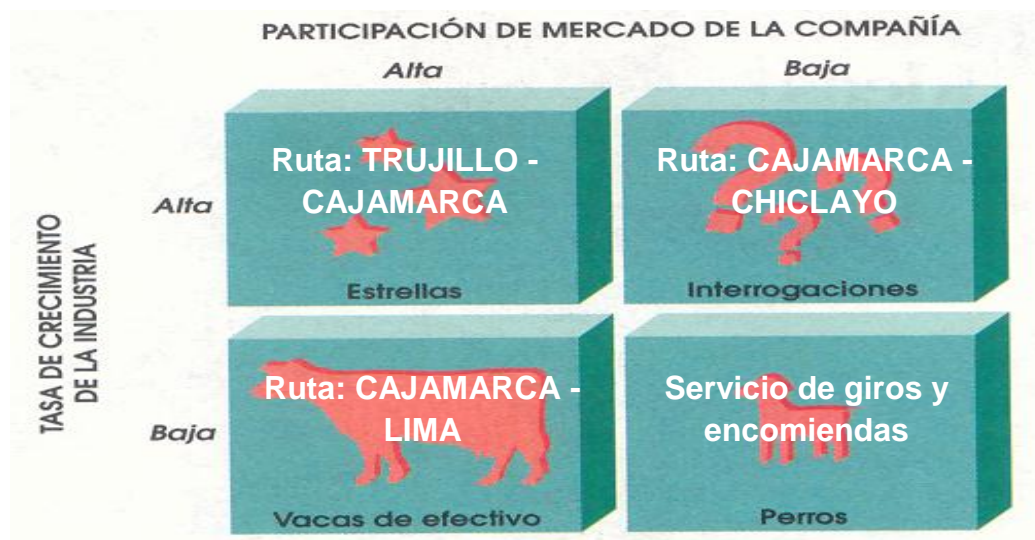 PARTICIPACIÓN DE MERCADO DE LA COMPAÑÍA
Alta
Baja
TASA DE CRECIMIENTO
DE LA INDUSTRIA
Alta
Ruta: TRUJILLO -
CAJAMARCA
Estrellas
Ruta: CAJAMARCA -
CHICLAYO
Interrogaciones
Baja
Ruta: CAJAMARCA -
LIMA
Vacas de efectivo
Servicio de giros y
encomiendas
Perros